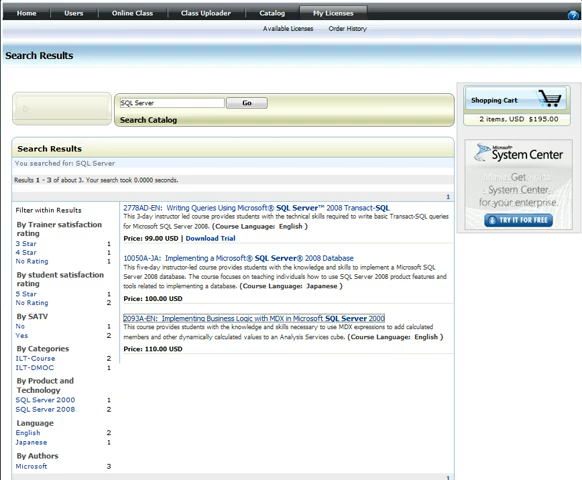 Home Users Online Class Class Uploader Catalog My Licenses
?
Available Licenses Order History
Search Results
SQL Server Go
Search Catalog
Shopping Cart
2 items. USD $195.00
Microsoft
System Center
Get
System Center
for your enterprise.
TRY IT FOR FREE
Search Results
You searched for: SQL Server
Results 1 - 3 of about 3. Your search took 0.0000 seconds.
1
Filter within Results
By Trainer satisfaction
rating
3 Star 1
4 Star 1
No Rating 1
By student satisfaction
rating
5 Star 1
No Rating 2
By SATV
No 1
Yes 2
By Categories
ILT-Course 2
ILT-DMOC 1
By Product and
Technology
SQL Server 2000 1
SQL Server 2008 2
Language
English 2
Japanese 1
By Authors
Microsoft 3
2778AD-EN: Writing Queries Using Microsoft® SQL Server™ 2008 Transact-SQL
This 3-day instructor led course provides students with the technical skills required to write basic Transact-SQL queries
for Microsoft SQL Server 2008. (Course Language: English )
Price: 99.00 USD | Download Trial
10050A-JA: Implementing a Microsoft® SQL Server® 2008 Database
This five-day instructor-led course provides students with the knowledge and skills to implement a Microsoft SQL
Server 2008 database. The course focuses on teaching individuals how to use SQL Server 2008 product features and
tools related to implementing a database. (Course Language: Japanese )
Price: 100.00 USD
2093A-EN: Implementing Business Logic with MDX in Microsoft SQL Server 2000
This course provides students with the knowledge and skills necessary to use MDX expressions to add calculated
members and other dynamically calculated values to an Analysis Services cube. (Course Language: English )
Price: 110.00 USD
1